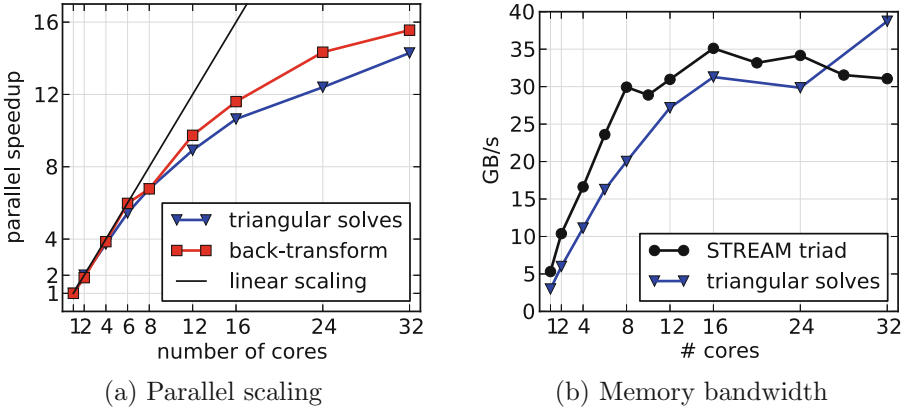 parallel speedup
16
12
8
4
2
1
triangular solves
back-transform
linear scaling
1 2 4 6 8 12 16 24 32
number of cores
(a) Parallel scaling
GB/s
40
35
30
25
20
15
10
5
0
STREAM triad
triangular solves
1 2 4 8 12 16 24 32
# cores
(b) Memory bandwidth